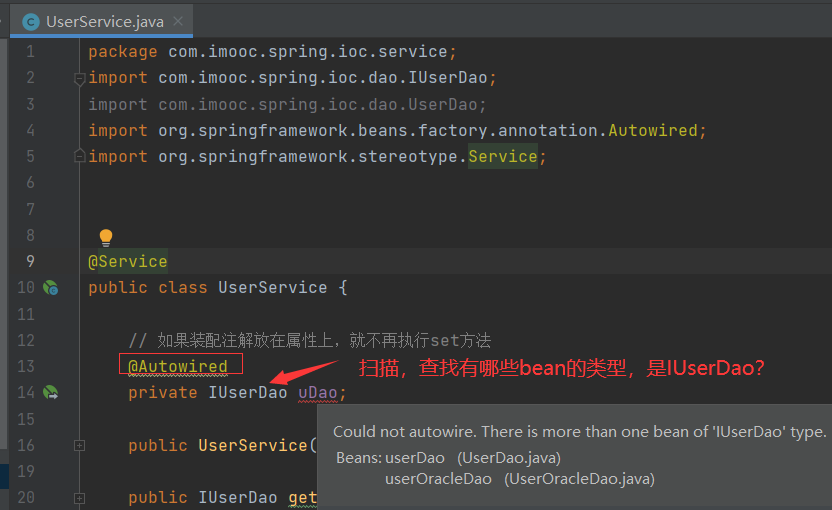 UserService.java
1 package com.imooc.spring.ioc.service;
2 import com.imooc.spring.ioc.dao.IUserDao;
3 import com.imooc.spring.ioc.dao.UserDao;
4 import org.springframework.beans.factory.annotation.Autowired;
5 import org.springframework.stereotype.Service;
6
7
8
9 @Service
10 public class UserService {
11
12 // 如果装配注解放在属性上，就不再执行set方法
13 @Autowired
扫描，查找有哪些bean的类型，是IUserDao？
14 private IUserDao uDao;
15
Could not autowire. There is more than one bean of 'IUserDao' type.
Beans: userDao (UserDao.java)
userOracleDao (UserOracleDao.java)
16 public UserService(
19
20 public IUserDao get